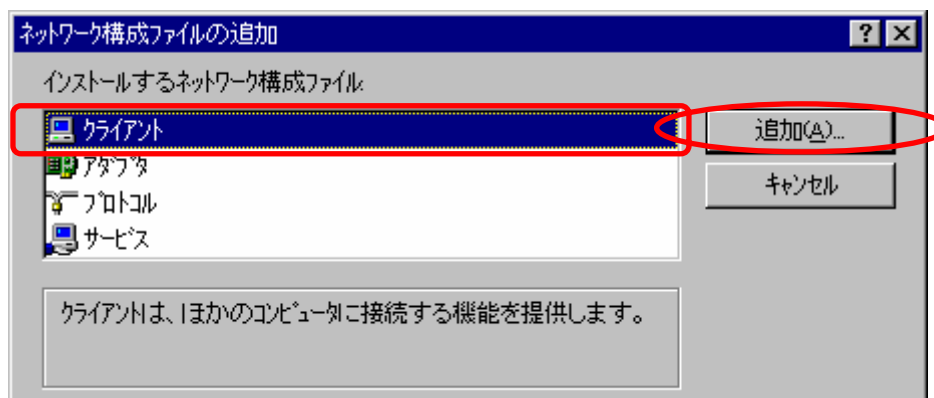 ネットワーク構成ファイルの追加
インストールするネットワーク構成ファイル:
クライアント
追加(A)...
アダプタ
キャンセル
プロトコル
サービス
クライアントは、ほかのコンピュータに接続する機能を提供します。